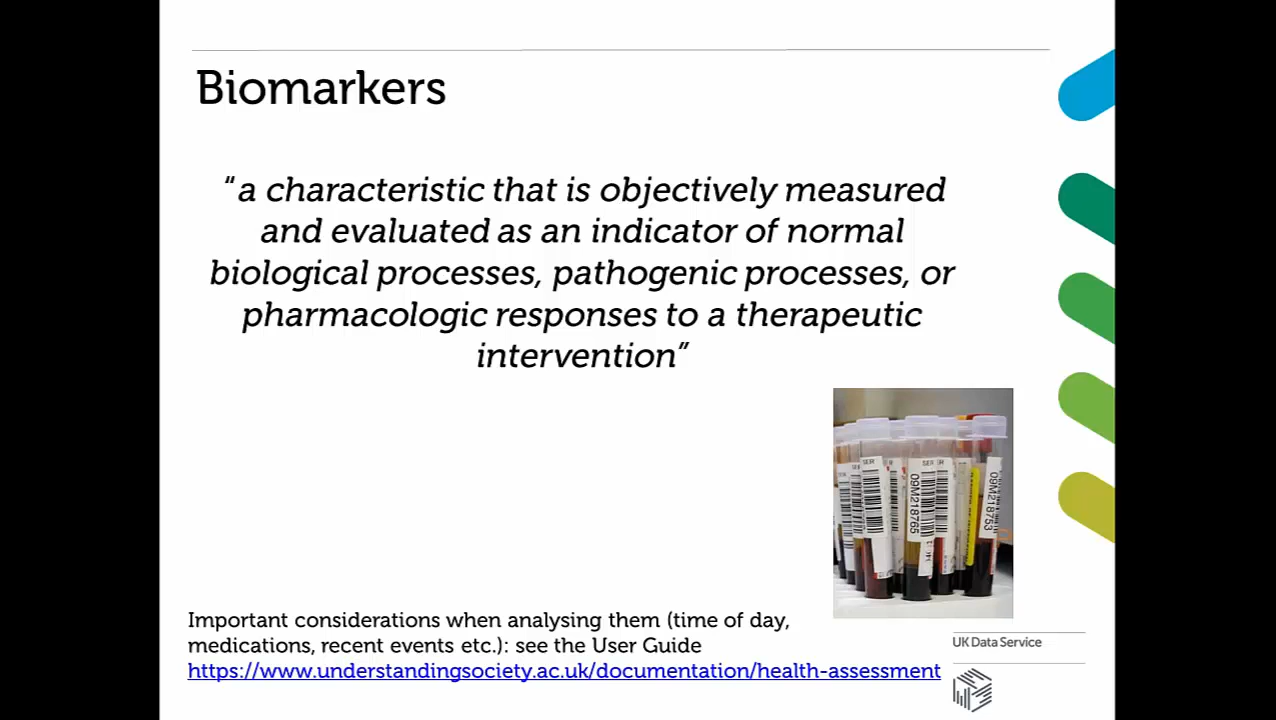 Biomarkers
“a characteristic that is objectively measured
and evaluated as an indicator of normal
biological processes, pathogenic processes, or
pharmacologic responses to a therapeutic
intervention”
09M218765
09M218753
Important considerations when analysing them (time of day,
medications, recent events etc.): see the User Guide
https://www.understandingsociety.ac.uk/documentation/health-assessment
UK Data Service